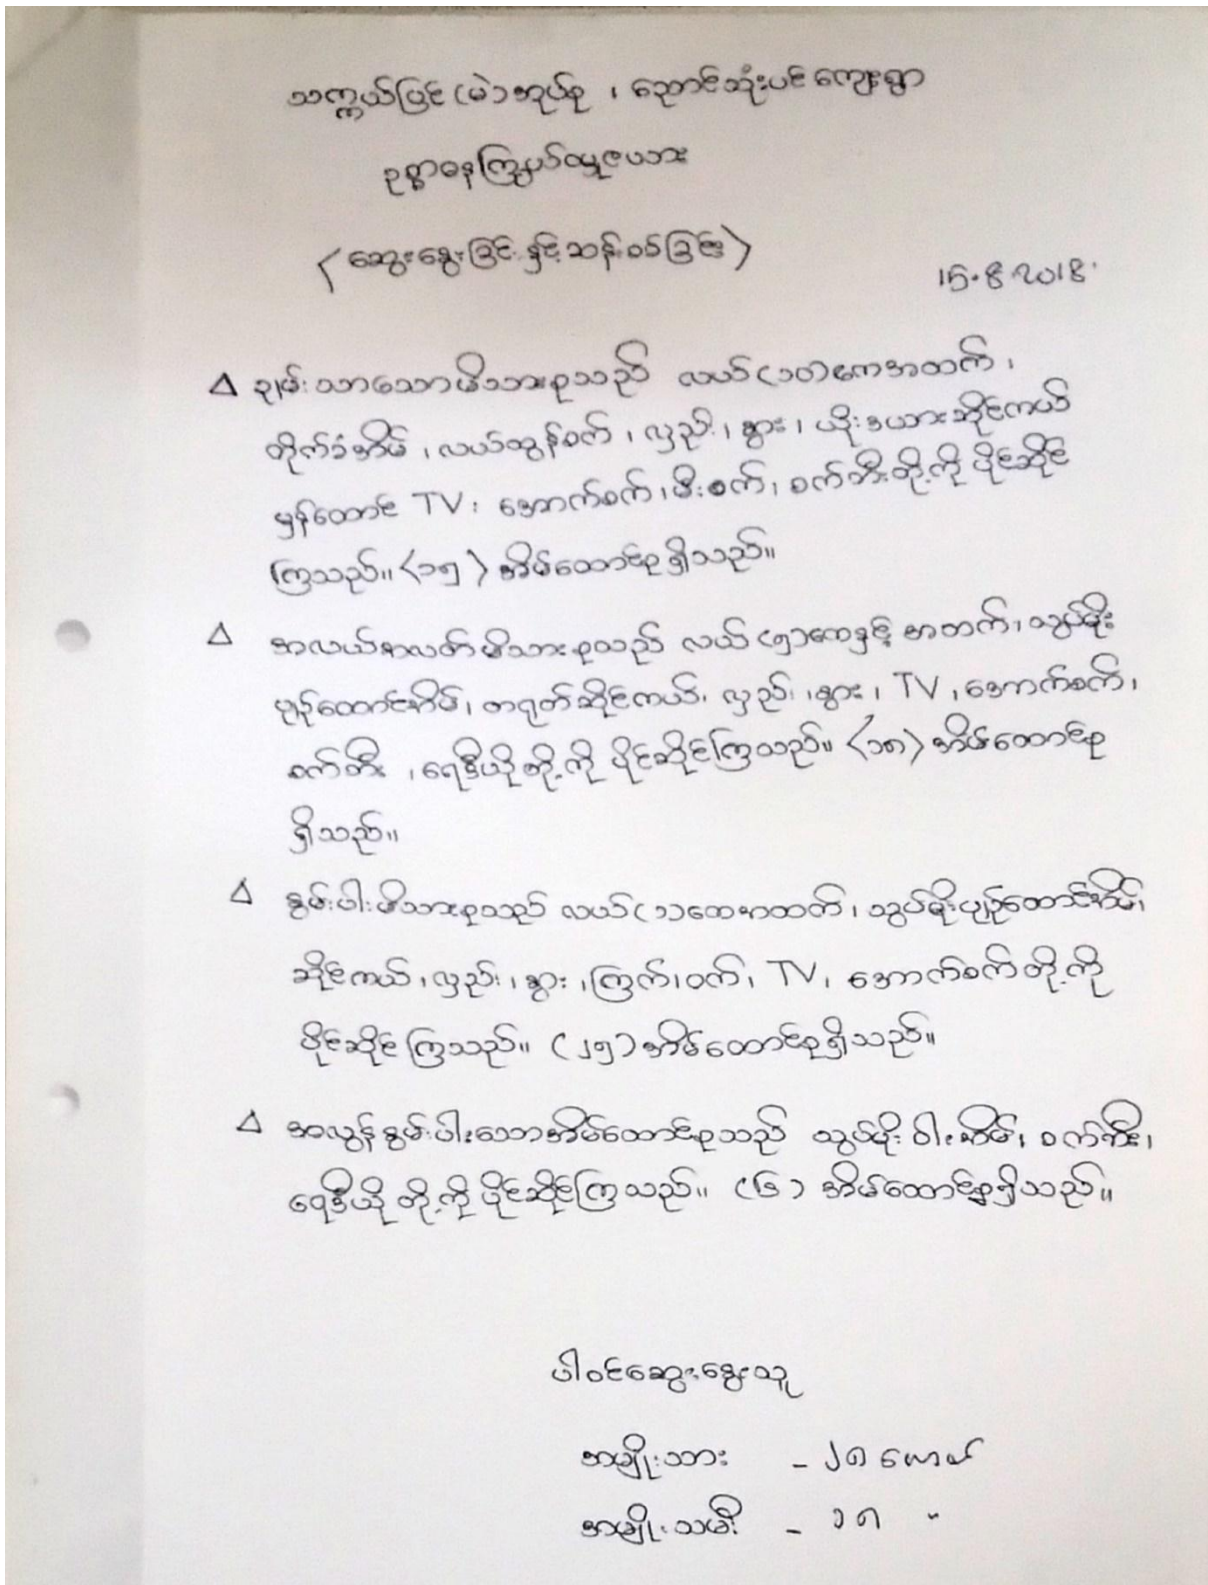 သက္ကယ်ပြင် (မဲ) အုပ်စု ၊ ညောင်သုံးပင်ကျေးရွာ
ဥစ္စာဓနကြွယ်ဝမှုဇယား
〈 ဆွေးနွေးခြင်း နှင့် ဆန်းစစ်ခြင်း 〉
15.8.2018.
△ ချမ်းသာသောမိသားစုသည် လယ် (၁၀) ဧကအထက် ၊
တိုက်ခံအိမ် ၊ လယ်ထွန်စက် ၊ လှည်း ၊ နွား ၊ ယိုးဒယားဆိုင်ကယ်
မှန်တောင် TV ၊ အောက်စက် ၊ မီးစက် ၊ စက်ဘီးတို့ကို ပိုင်ဆိုင်
ကြသည်။ 〈၁၅〉 အိမ်ထောင်စု ရှိသည်။
△ အလယ်အလတ်မိသားစုသည် လယ် (၅) ဧကနှင့် အထက် ၊ သွပ်မိုး
ပျဉ်ထောင်အိမ် ၊ တရုတ်ဆိုင်ကယ် ၊ လှည်း ၊ နွား ၊ TV ၊ အောက်စက် ၊
စက်ဘီး ၊ ရေဒီယို တို့ကို ပိုင်ဆိုင်ကြသည်။ 〈၁၈〉 အိမ်ထောင်စု
ရှိသည်။
△ နွမ်းပါးမိသားစုသည် လယ် (၁) ဧကအထက် ၊ သွပ်မိုးပျဉ်ထောင်အိမ် ၊
ဆိုင်ကယ် ၊ လှည်း ၊ နွား ၊ ကြက် ၊ ဝက် ၊ TV ၊ အောက်စက် တို့ကို
ပိုင်ဆိုင်ကြသည်။ (၂၅) အိမ်ထောင်စုရှိသည်။
△ အလွန်နွမ်းပါးသောအိမ်ထောင်စုသည် သွပ်မိုး ဝါးအိမ် ၊ စက်ဘီး ၊
ရေဒီယို တို့ကို ပိုင်ဆိုင်ကြသည်။ (၆) အိမ်ထောင်စုရှိသည်။
ပါဝင်ဆွေးနွေးသူ
အမျိုးသား - ၂၈ ယောက်
အမျိုးသမီး - ၁၈ "